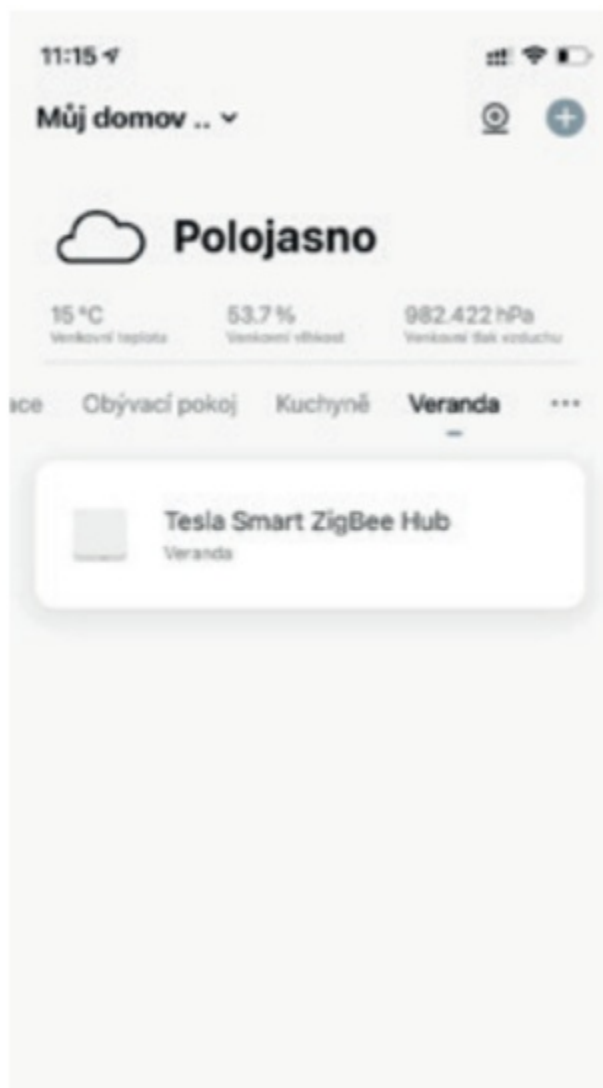 11:15
Můj domov ..
Polojasno
15 °C 53.7 % 982.422 hPa
Venkovní teplota Venkovní vlhkost Venkovní tlak vzduchu
ace Obývací pokoj Kuchyně Veranda ...
Tesla Smart ZigBee Hub
Veranda